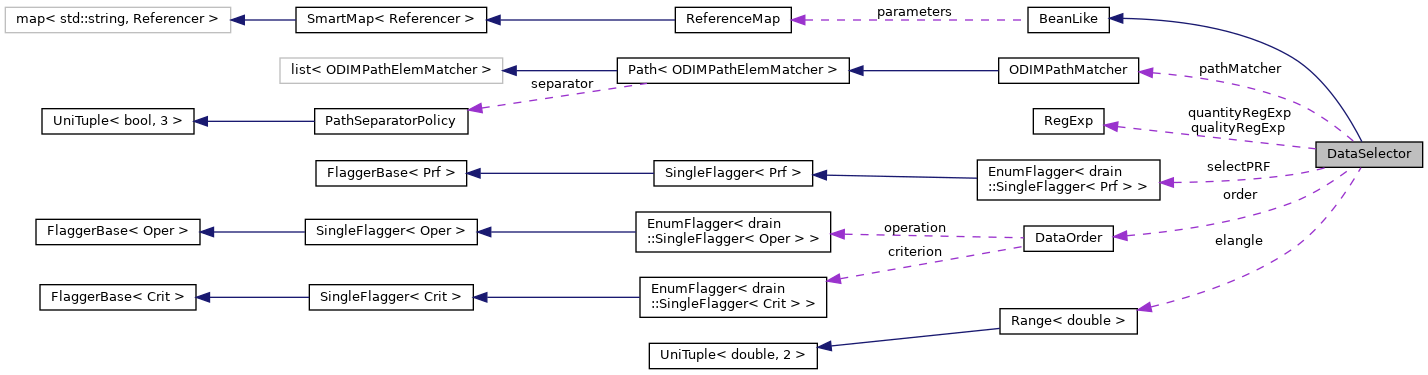 map< std::string, Referencer >
SmartMap< Referencer >
ReferenceMap
parameters
BeanLike
list< ODIMPathElemMatcher >
Path< ODIMPathElemMatcher >
ODIMPathMatcher
pathMatcher
separator
UniTuple< bool, 3 >
PathSeparatorPolicy
RegExp
quantityRegExp
qualityRegExp
DataSelector
FlaggerBase< Prf >
SingleFlagger< Prf >
EnumFlagger< drain
::SingleFlagger< Prf > >
selectPRF
order
FlaggerBase< Oper >
SingleFlagger< Oper >
EnumFlagger< drain
::SingleFlagger< Oper > >
operation
DataOrder
elangle
criterion
FlaggerBase< Crit >
SingleFlagger< Crit >
EnumFlagger< drain
::SingleFlagger< Crit > >
Range< double >
UniTuple< double, 2 >